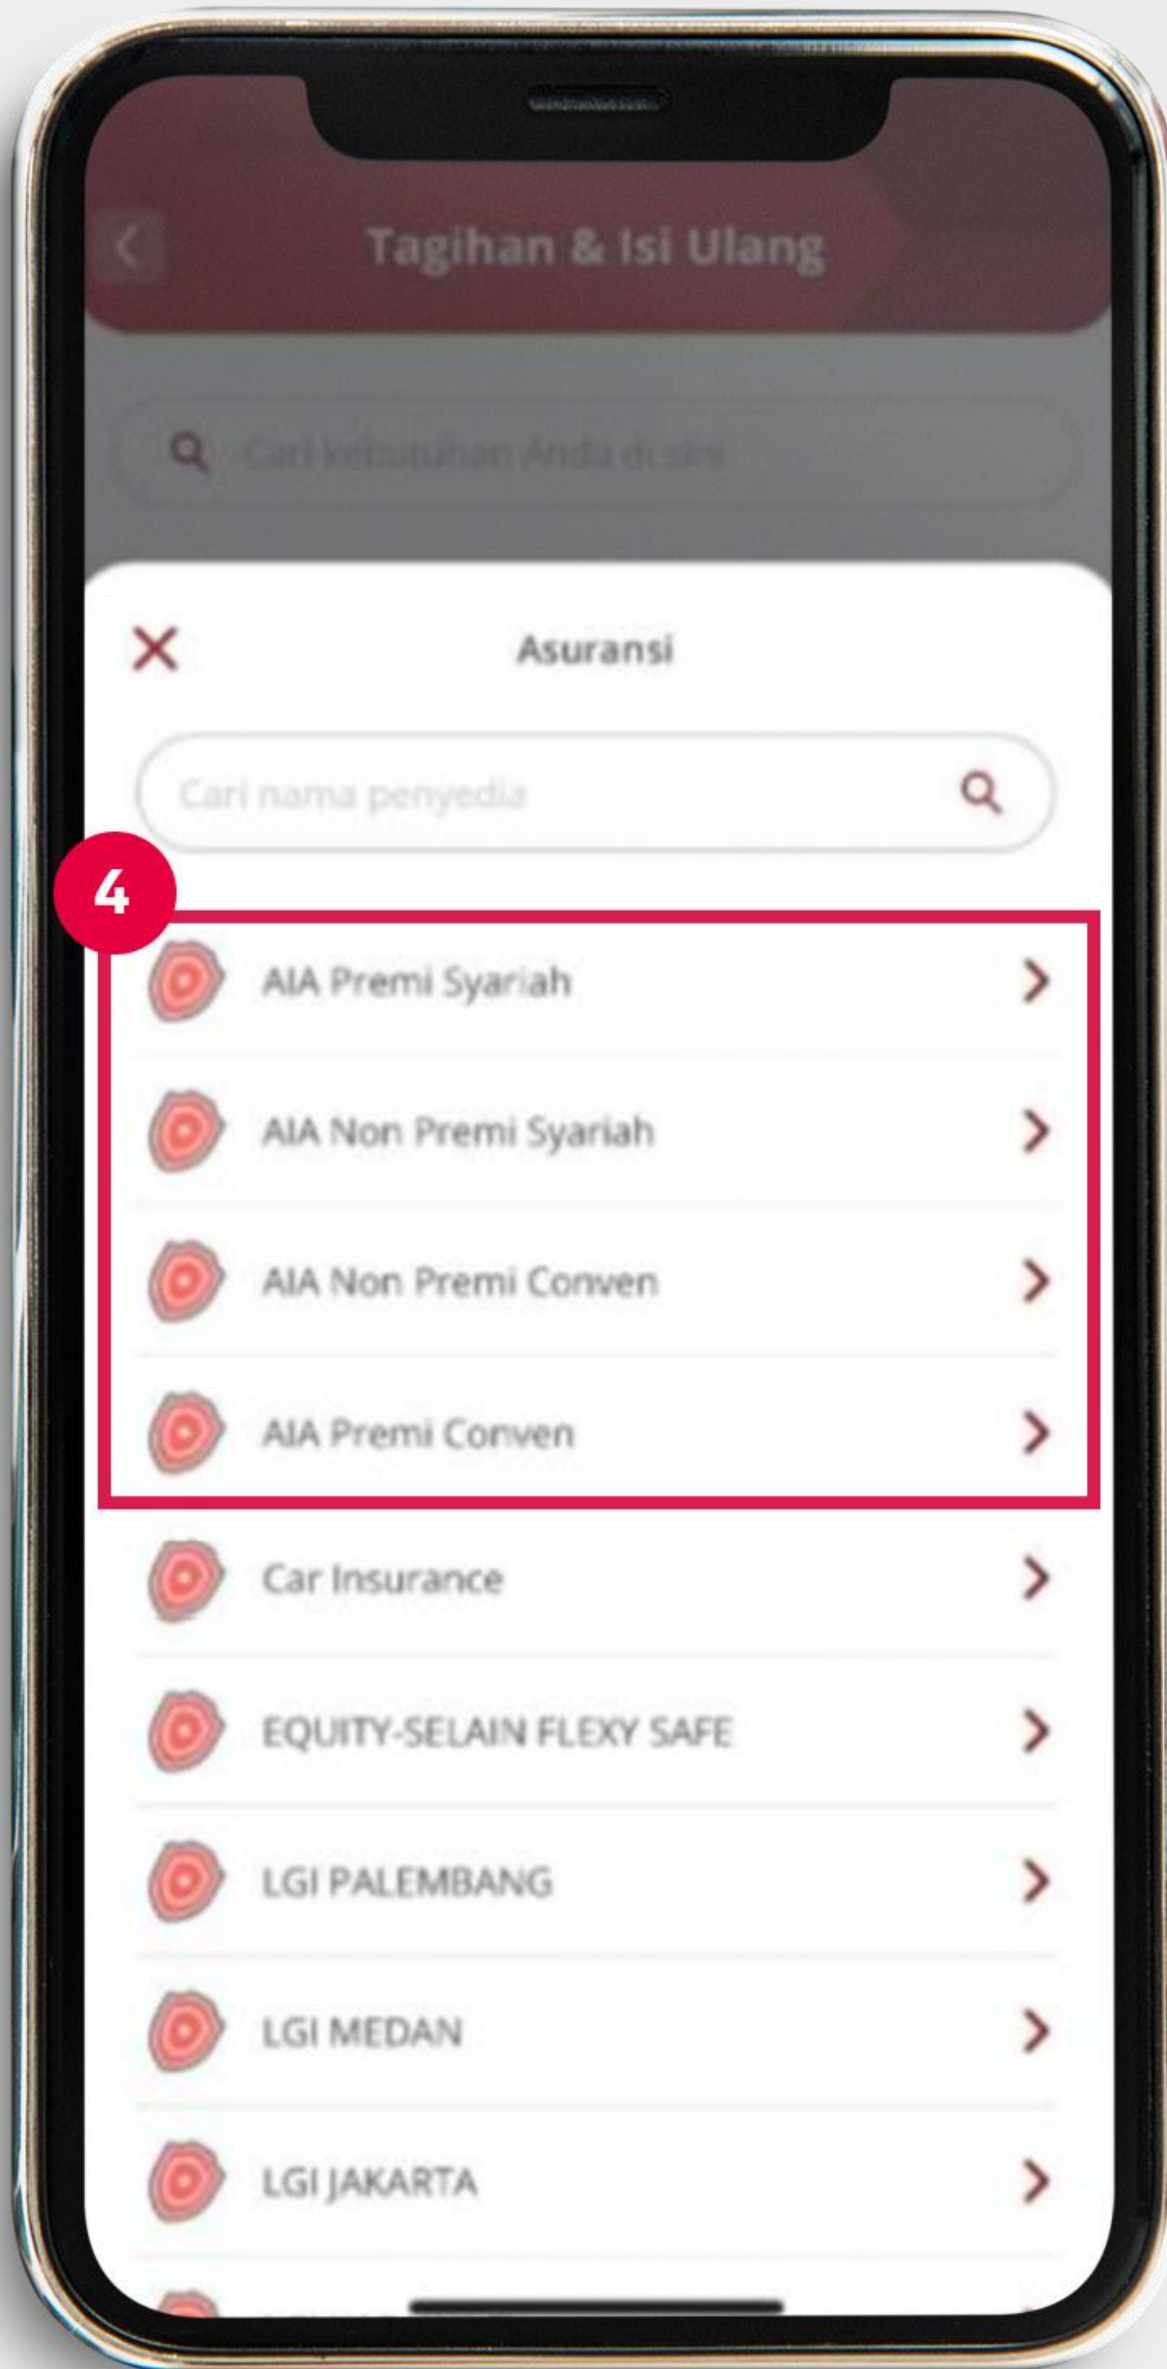 Tagihan & Isi Ulang
Cari kebutuhan Anda di sini
Asuransi
Cari nama penyedia
4
AIA Premi Syariah
AIA Non Premi Syariah
AIA Non Premi Conven
AIA Premi Conven
Car Insurance
EQUITY-SELAIN FLEXY SAFE
LGI PALEMBANG
LGI MEDAN
LGI JAKARTA